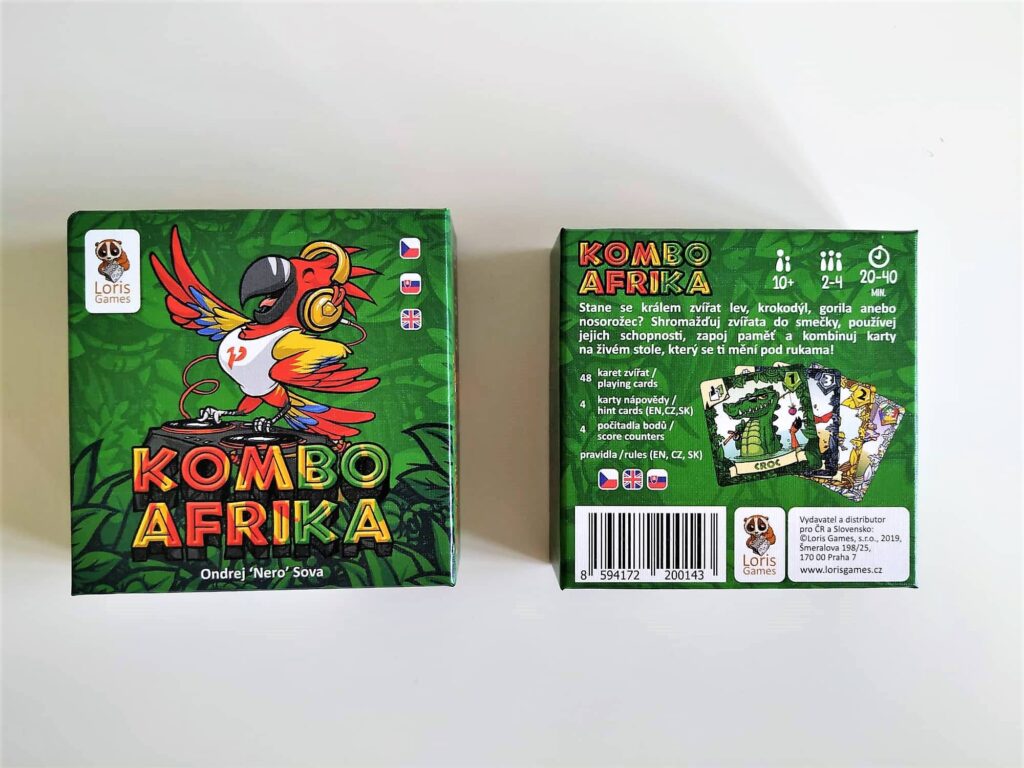 Loris
Games
KOMBO
AFRIKA
Ondrej ‘Nero’ Sova
KOMBO
AFRIKA
10+
2-4
20-40
MIN.
Stane se králem zvířat lev, krokodýl, gorila anebo
nosorožec? Shromažďuj zvířata do smečky, používej
jejich schopnosti, zapoj paměť a kombinuj karty
na živém stole, který se ti mění pod rukama!
48 karet zvířat /
playing cards
4 karty nápovědy /
hint cards (EN,CZ,SK)
4 počitadla bodů /
score counters
pravidla/rules (EN, CZ, SK)
1
3
2
CROC
8 594172 200143
Loris
Games
Vydavatel a distributor
pro ČR a Slovensko:
©Loris Games, s.r.o., 2019,
Šmeralova 198/25,
170 00 Praha 7
www.lorisgames.cz